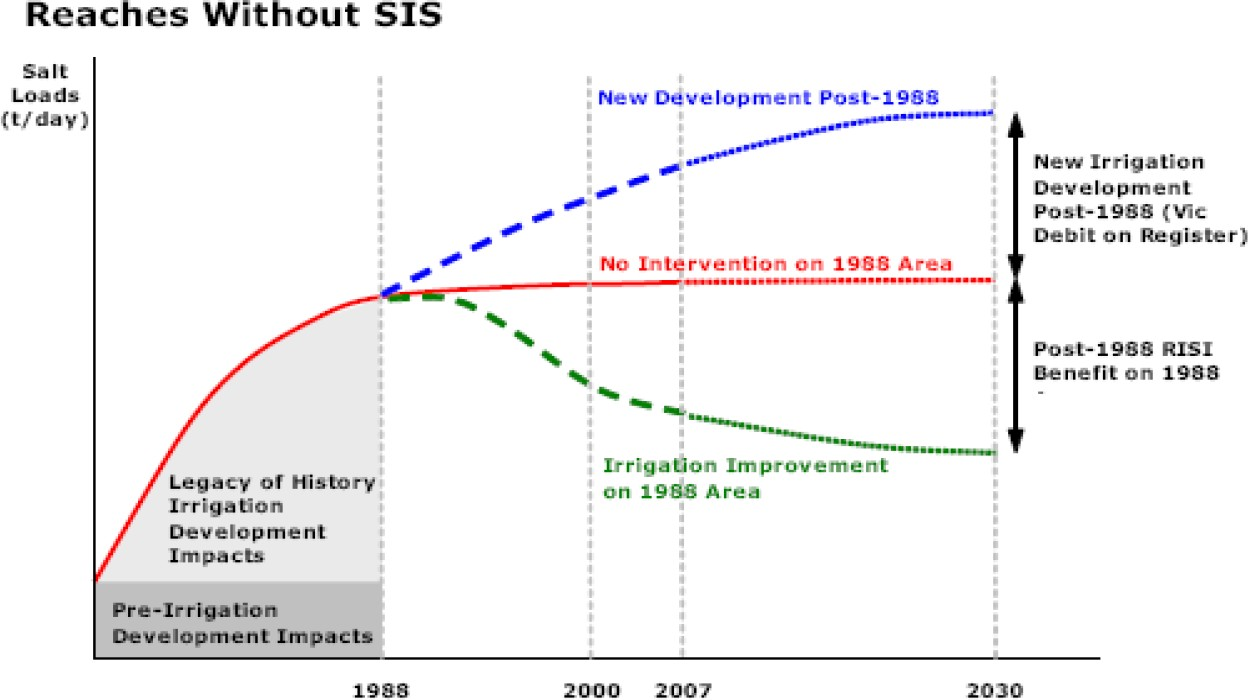 Reaches Without SIS
Salt
Loads
(t/day)
New Development Post-1988
New Irrigation
Development
Post-1988 (Vic
Debit on Register)
No Intervention on 1988 Area
Post-1988 RISI
Benefit on 1988
Irrigation Improvement
on 1988 Area
Legacy of History
Irrigation
Development
Impacts
Pre-Irrigation
Development Impacts
1988
2000
2007
2030